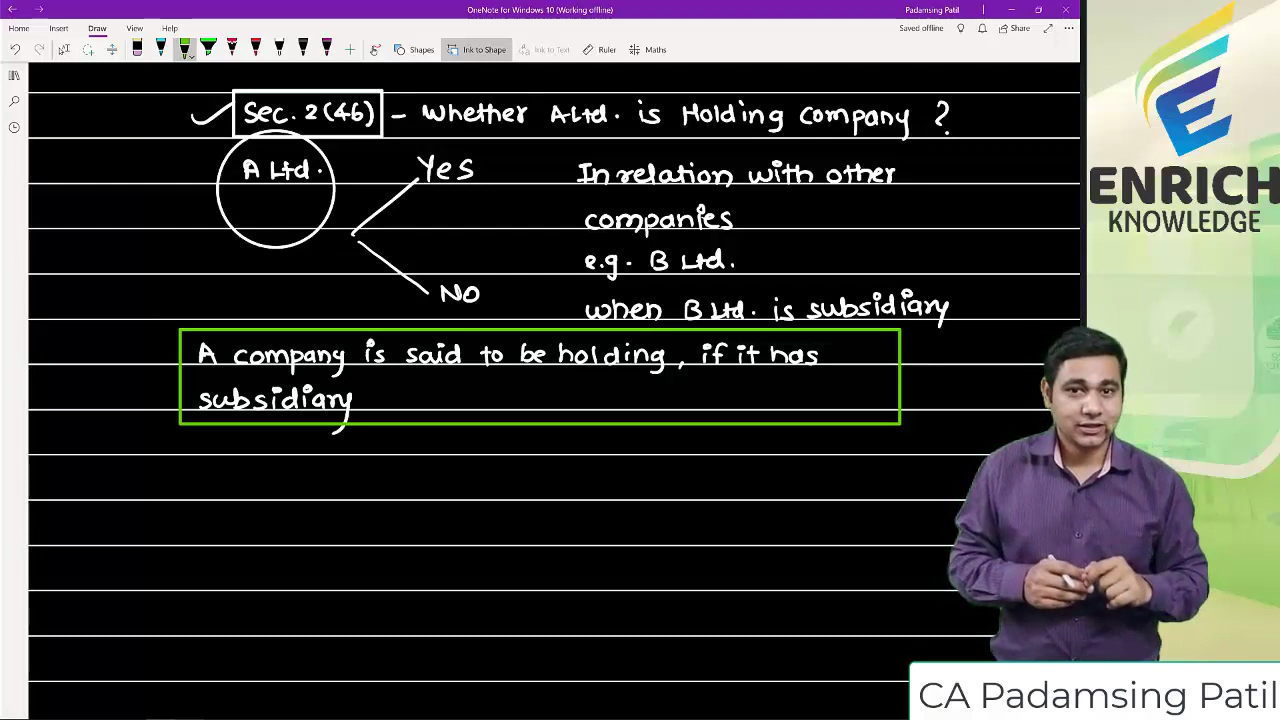 OneNote for Windows 10 (Working offline)
Padamsing Patil
Home Insert Draw View Help
Saved offline
Share
Shapes
Ink to Shape
Ink to Text
Ruler
Maths
Sec. 2(46) - Whether A Ltd. is Holding company ?
A Ltd.
Yes
No
In relation with other
companies
e.g. B Ltd.
when B Ltd. is subsidiary
A company is said to be holding, if it has
subsidiary
ENRICH
KNOWLEDGE
CA Padamsing Patil